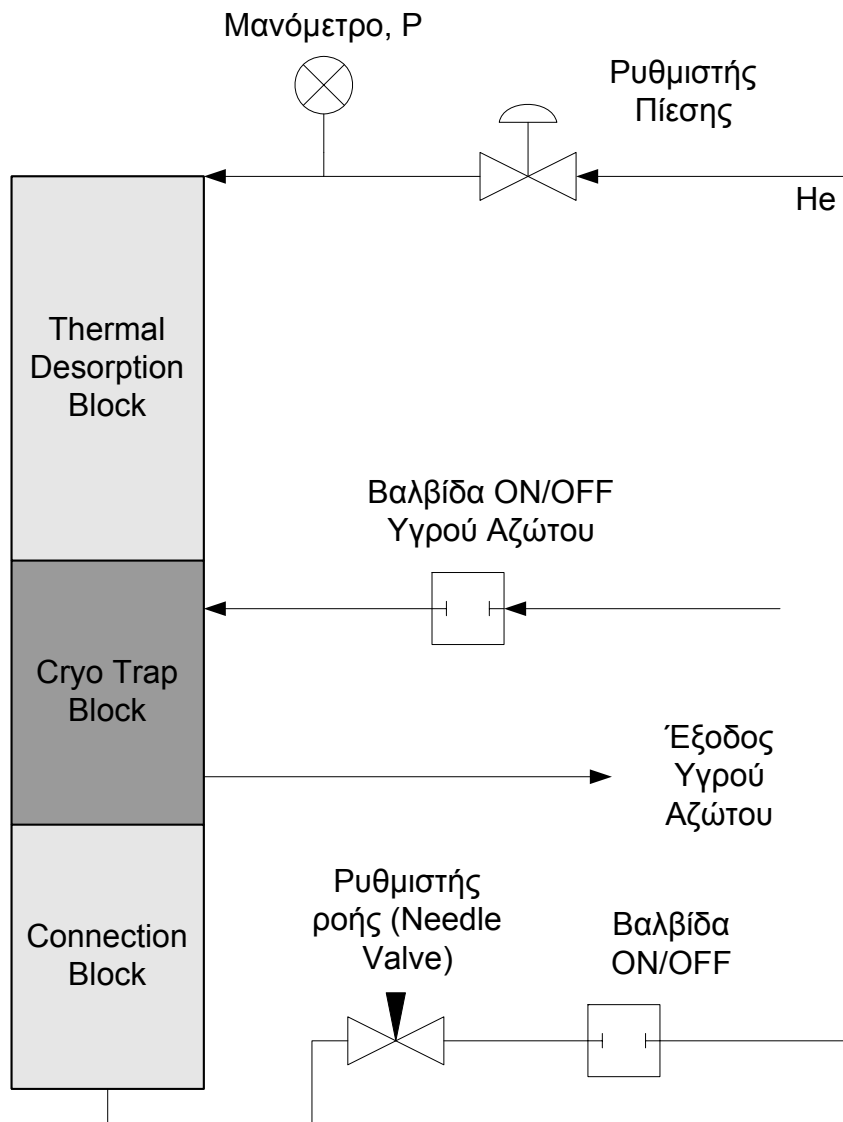 Μανόμετρο, P
Ρυθμιστής
Πίεσης
He
Thermal
Desorption
Block
Βαλβίδα ON/OFF
Υγρού Αζώτου
Cryo Trap
Block
Έξοδος
Υγρού
Αζώτου
Ρυθμιστής
ροής (Needle
Valve)
Βαλβίδα
ON/OFF
Connection
Block